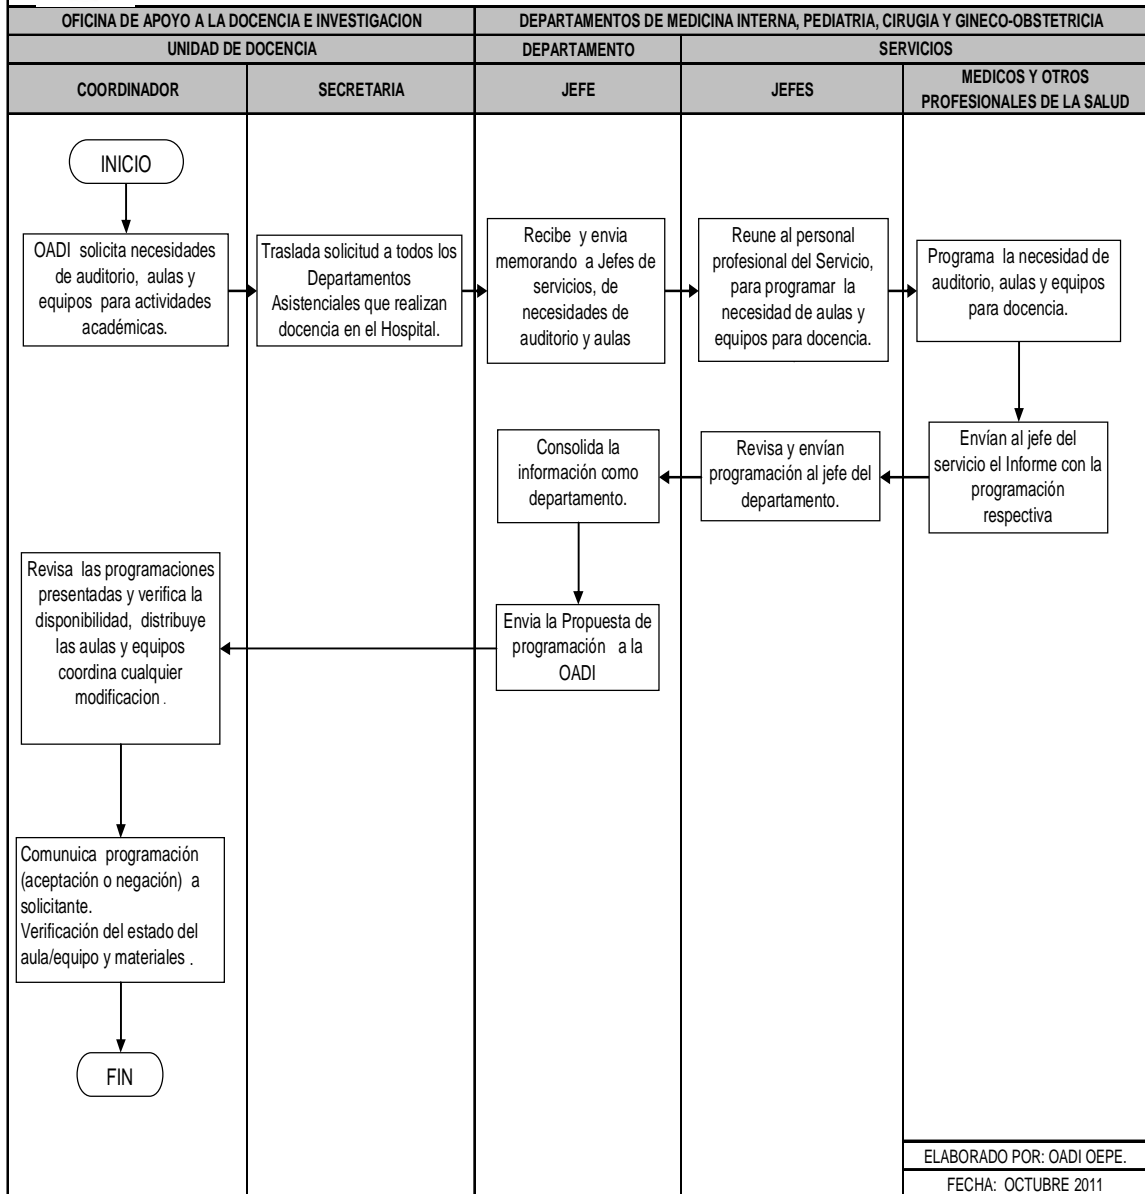 OFICINA DE APOYO A LA DOCENCIA E INVESTIGACION
DEPARTAMENTOS DE MEDICINA INTERNA, PEDIATRIA, CIRUGIA Y GINECO-OBSTETRICIA
UNIDAD DE DOCENCIA
DEPARTAMENTO
SERVICIOS
COORDINADOR
SECRETARIA
JEFE
JEFES
MEDICOS Y OTROS
PROFESIONALES DE LA SALUD
INICIO
OADI solicita necesidades
de auditorio, aulas y
equipos para actividades
académicas.
Traslada solicitud a todos los
Departamentos
Asistenciales que realizan
docencia en el Hospital.
Recibe y envia
memorando a Jefes de
servicios, de
necesidades de
auditorio y aulas
Reune al personal
profesional del Servicio,
para programar la
necesidad de aulas y
equipos para docencia.
Programa la necesidad de
auditorio, aulas y equipos
para docencia.
Envían al jefe del
servicio el Informe con la
programación
respectiva
Revisa y envían
programación al jefe del
departamento.
Consolida la
información como
departamento.
Envia la Propuesta de
programación a la
OADI
Revisa las programaciones
presentadas y verifica la
disponibilidad, distribuye
las aulas y equipos
coordina cualquier
modificacion .
Comunuica programación
(aceptación o negación) a
solicitante.
Verificación del estado del
aula/equipo y materiales .
FIN
ELABORADO POR: OADI OEPE.
FECHA: OCTUBRE 2011